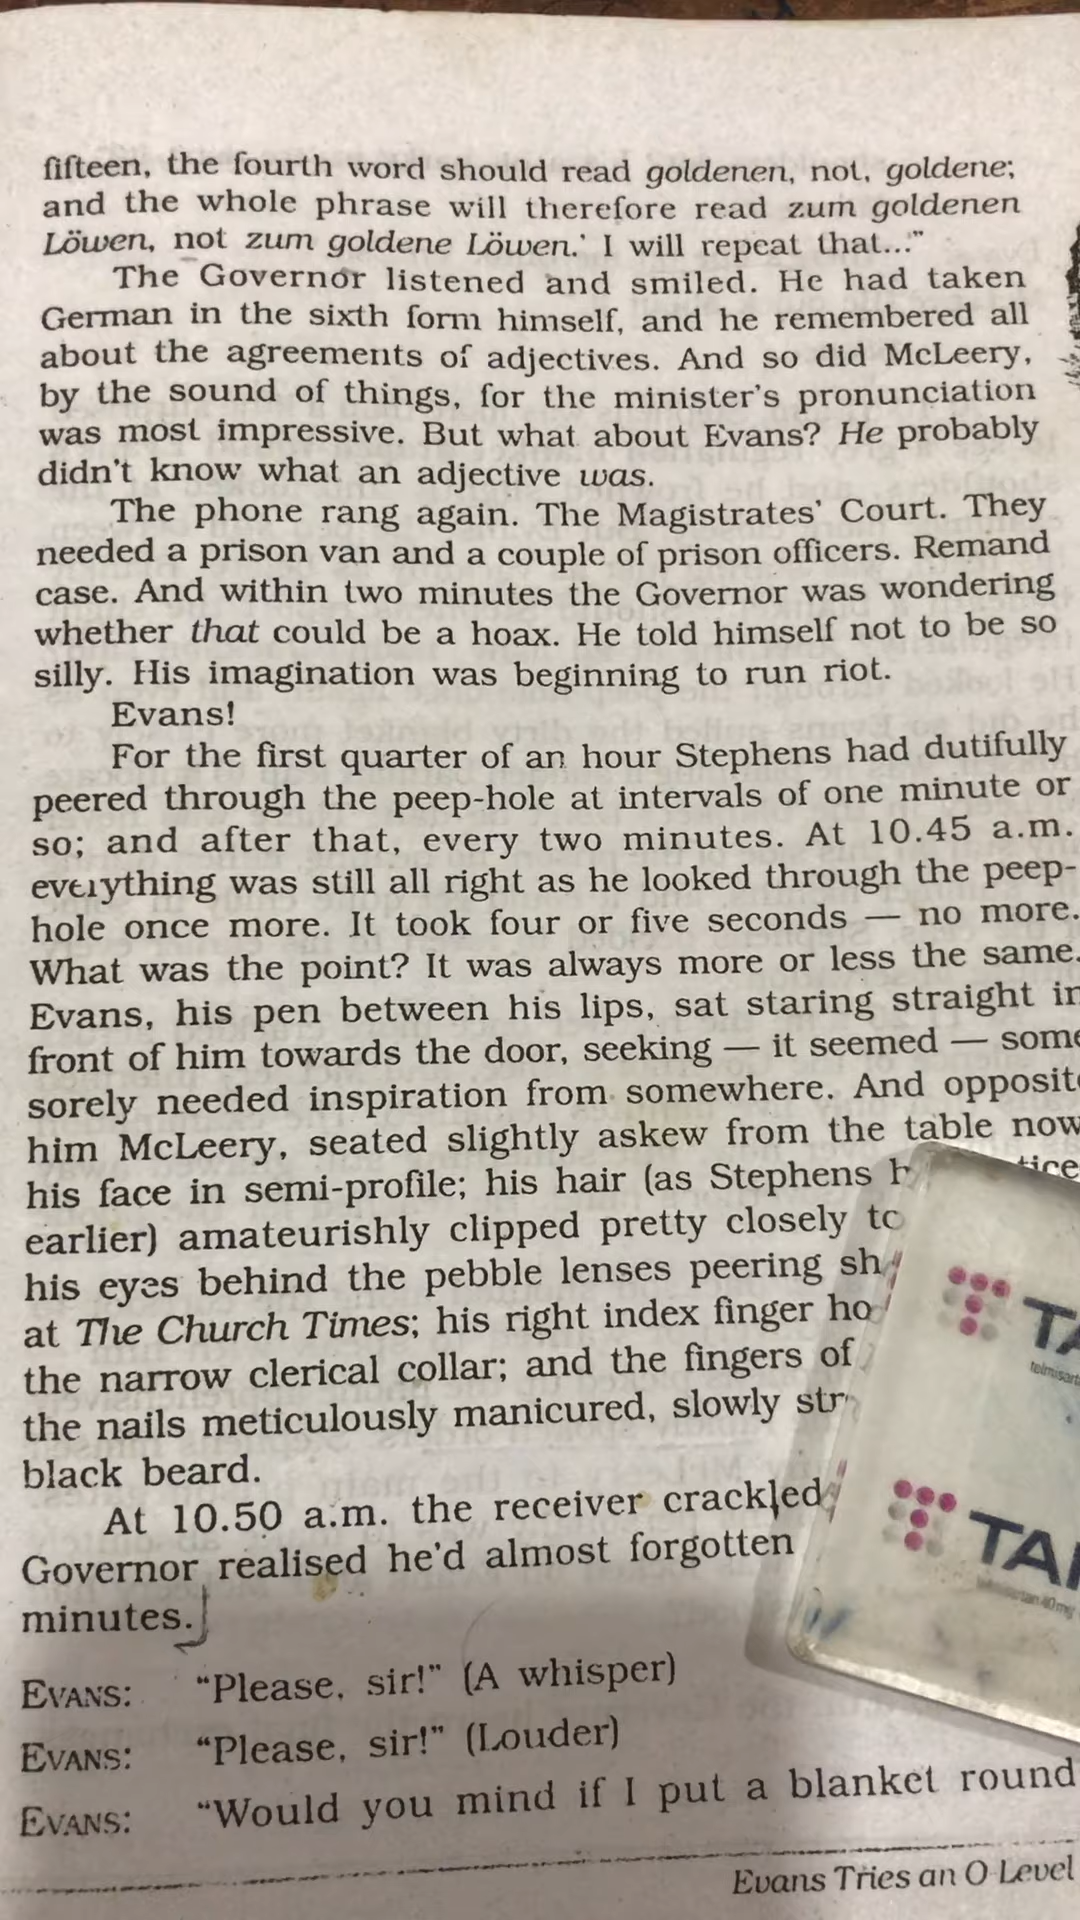 fifteen, the fourth word should read goldenen, not, goldene;
and the whole phrase will therefore read zum goldenen
Löwen, not zum goldene Löwen.' I will repeat that..."
The Governor listened and smiled. He had taken
German in the sixth form himself, and he remembered all
about the agreements of adjectives. And so did McLeery,
by the sound of things, for the minister's pronunciation
was most impressive. But what about Evans? He probably
didn't know what an adjective was.
The phone rang again. The Magistrates' Court. They
needed a prison van and a couple of prison officers. Remand
case. And within two minutes the Governor was wondering
whether that could be a hoax. He told himself not to be so
silly. His imagination was beginning to run riot.
Evans!
For the first quarter of an hour Stephens had dutifully
peered through the peep-hole at intervals of one minute or
so; and after that, every two minutes. At 10.45 a.m.
everything was still all right as he looked through the peep-
hole once more. It took four or five seconds — no more.
What was the point? It was always more or less the same.
Evans, his pen between his lips, sat staring straight in
front of him towards the door, seeking — it seemed — some
sorely needed inspiration from somewhere. And opposite
him McLeery, seated slightly askew from the table now
his face in semi-profile; his hair (as Stephens
earlier) amateurishly clipped pretty closely
his eyes behind the pebble lenses peering
at The Church Times; his right index finger
the narrow clerical collar; and the fingers of
the nails meticulously manicured, slowly
black beard.
At 10.50 a.m. the receiver crackled
Governor realised he'd almost forgotten
minutes.
EVANS: "Please, sir!" (A whisper)
EVANS: "Please, sir!" (Louder)
EVANS: "Would you mind if I put a blanket round
Evans Tries an O Level